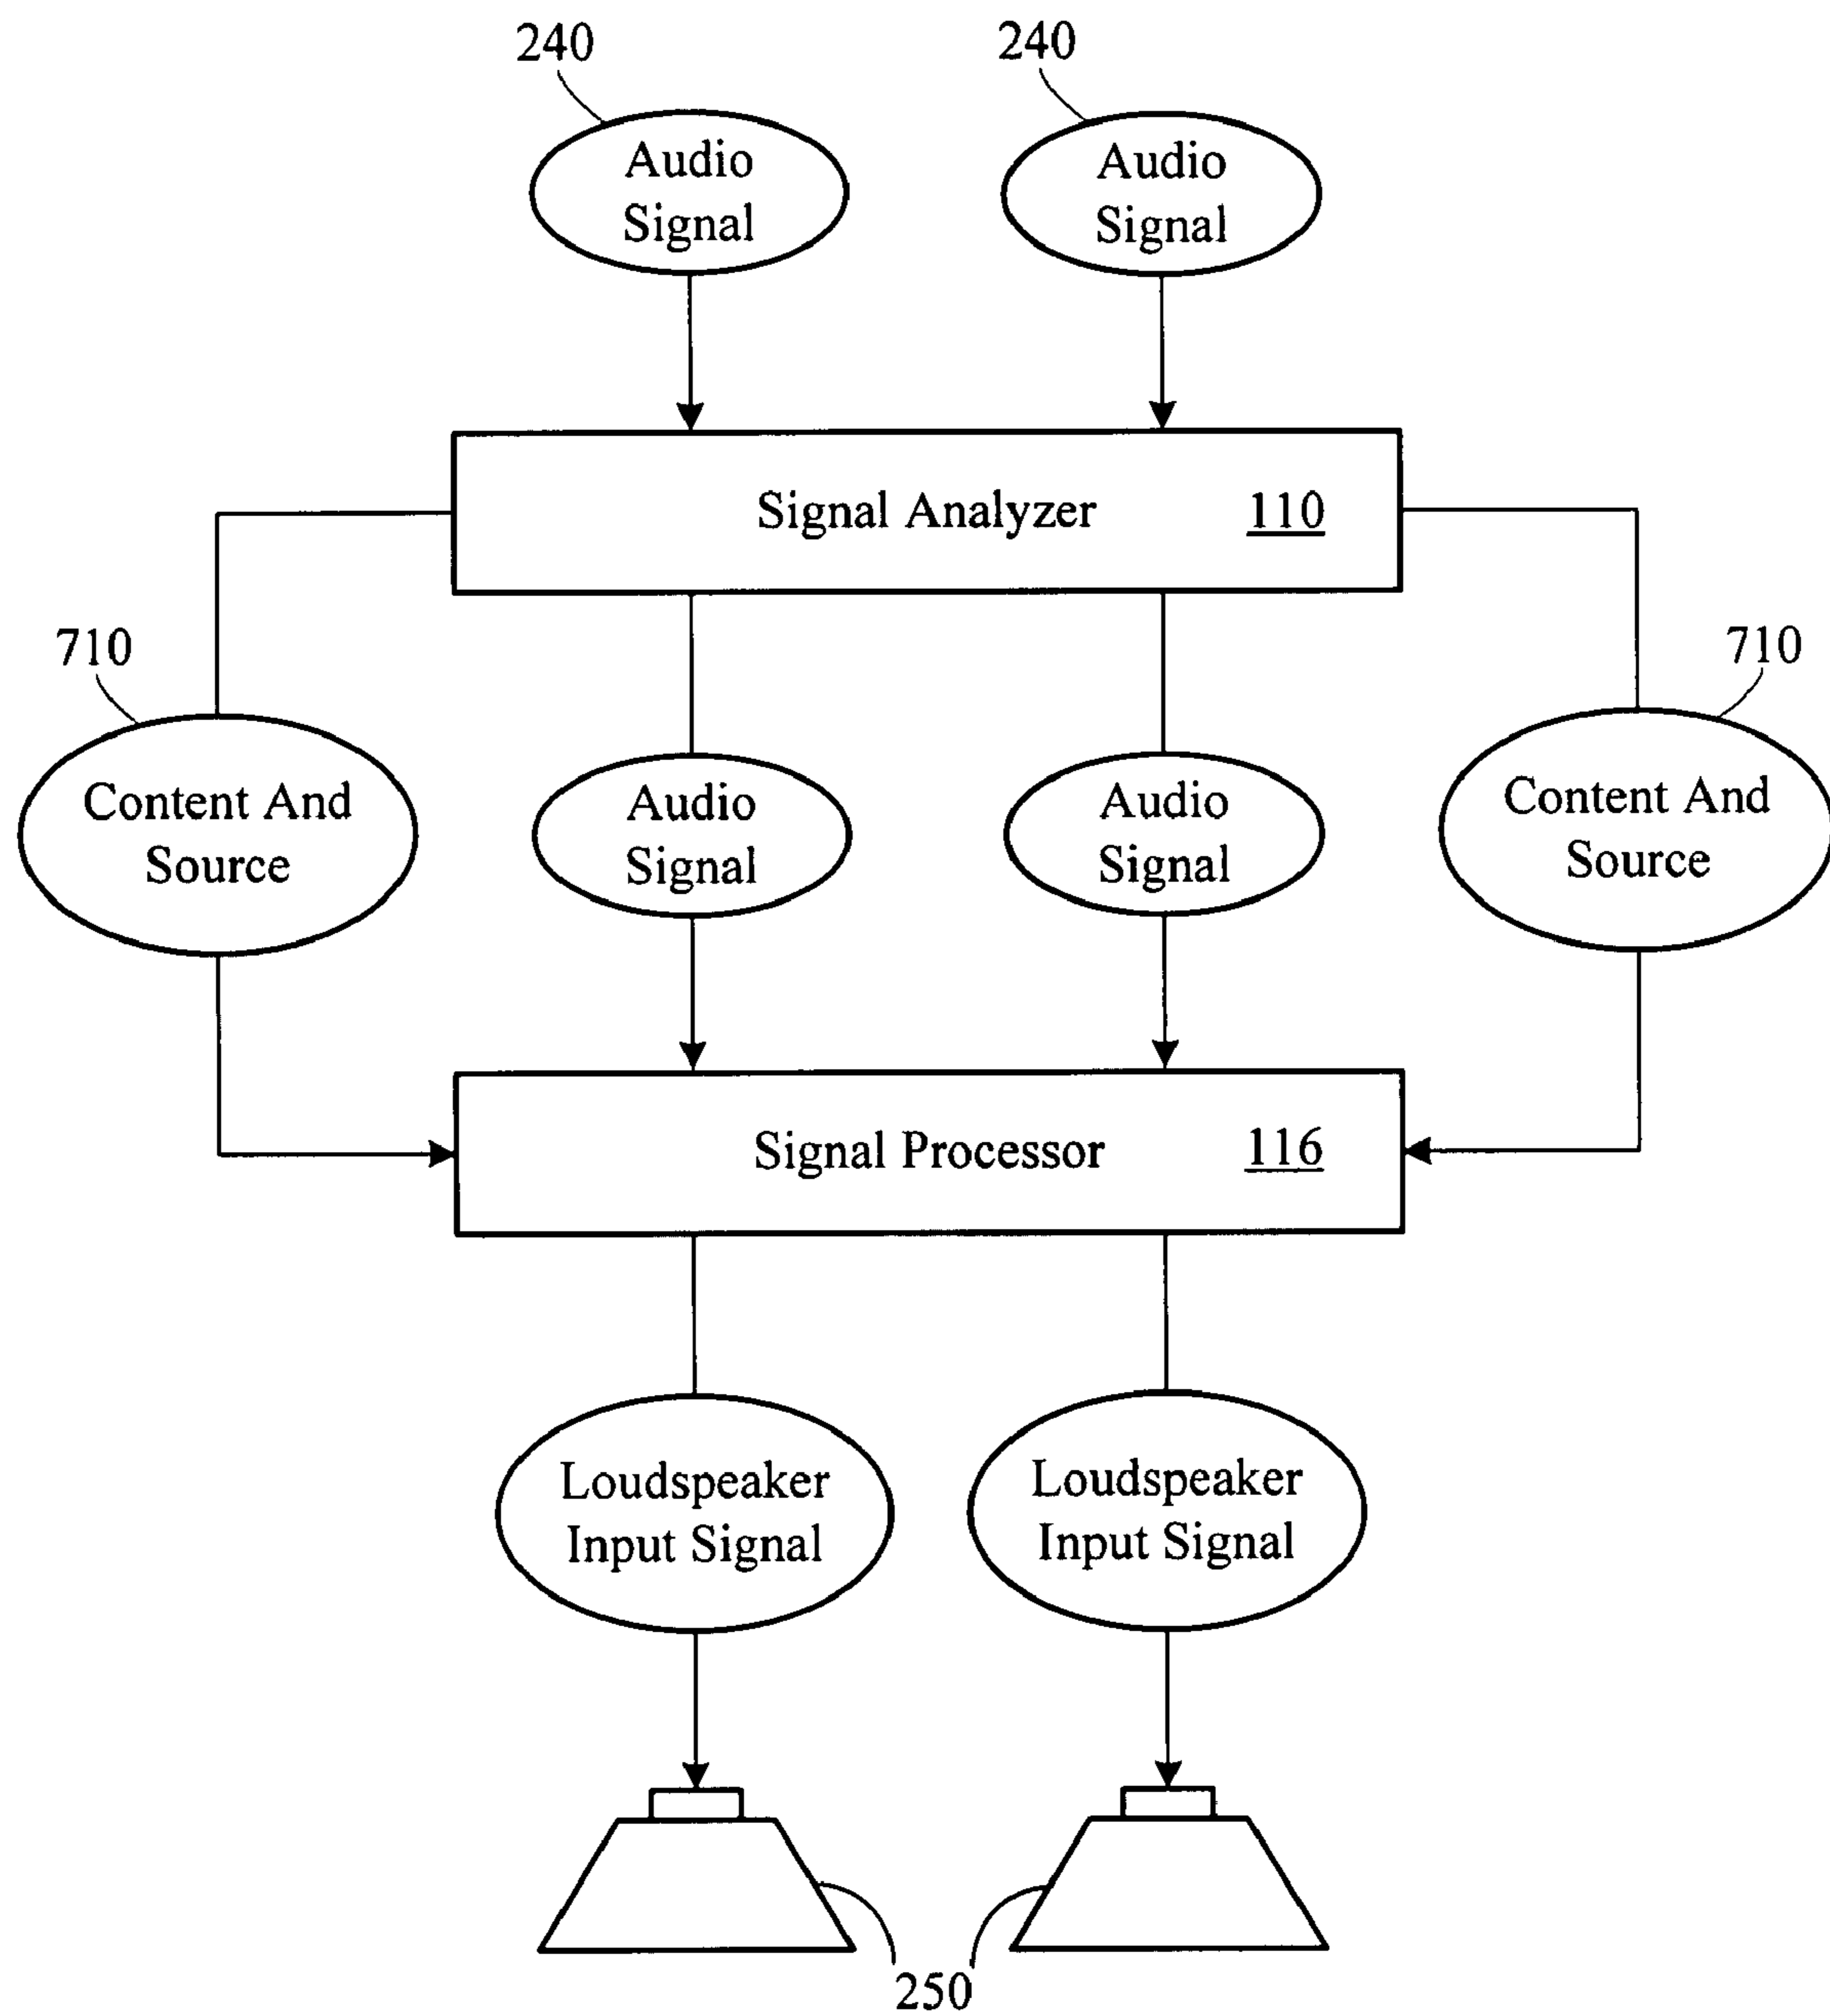 240
240
Audio
Signal
Audio
Signal
Signal Analyzer 110
710
710
Content And
Source
Audio
Signal
Audio
Signal
Content And
Source
Signal Processor 116
Loudspeaker
Input Signal
Loudspeaker
Input Signal
250